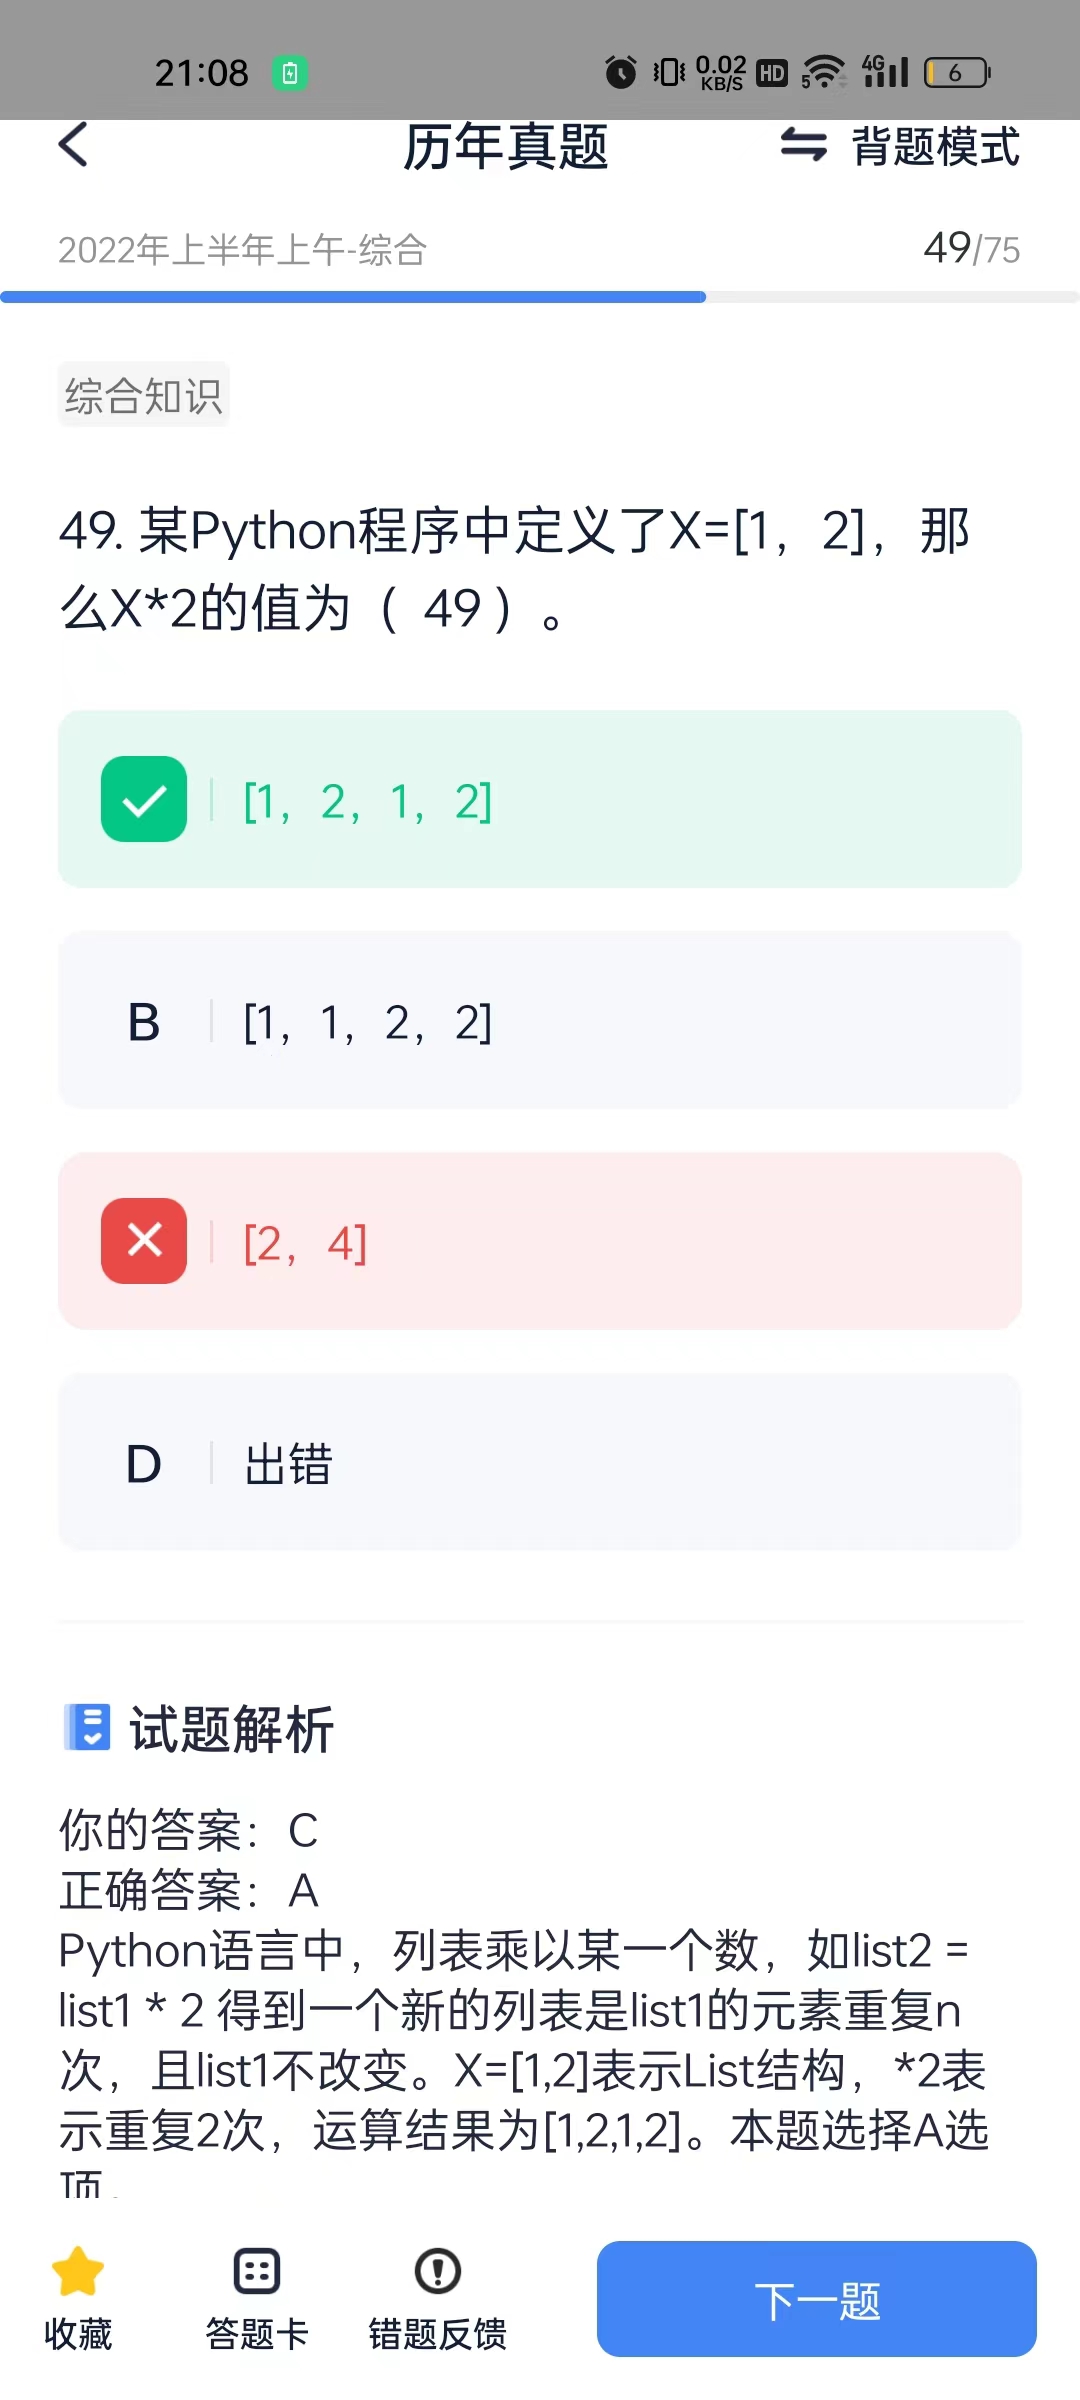 21:08
0.02 KB/S HD 5 4G 6
历年真题 背题模式
2022年上半年上午-综合 49/75
综合知识
49. 某Python程序中定义了X=[1，2]，那
么X*2的值为（ 49 ）。
[1，2，1，2]
B [1，1，2，2]
[2，4]
D 出错
试题解析
你的答案：C
正确答案：A
Python语言中，列表乘以某一个数，如list2 =
list1 * 2 得到一个新的列表是list1的元素重复n
次，且list1不改变。X=[1,2]表示List结构，*2表
示重复2次，运算结果为[1,2,1,2]。本题选择A选
项。
收藏 答题卡 错题反馈 下一题